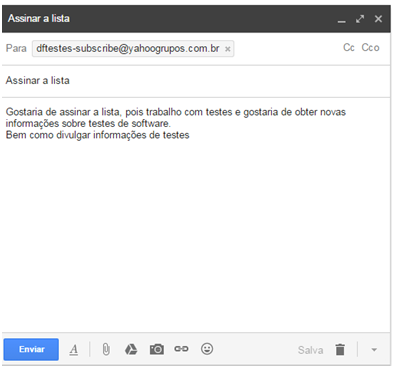 Assinar a lista
Para dftestes-subscribe@yahoogrupos.com.br × Cc Cco
Assinar a lista
Gostaria de assinar a lista, pois trabalho com testes e gostaria de obter novas
informações sobre testes de software.
Bem como divulgar informações de testes
Enviar A Salva